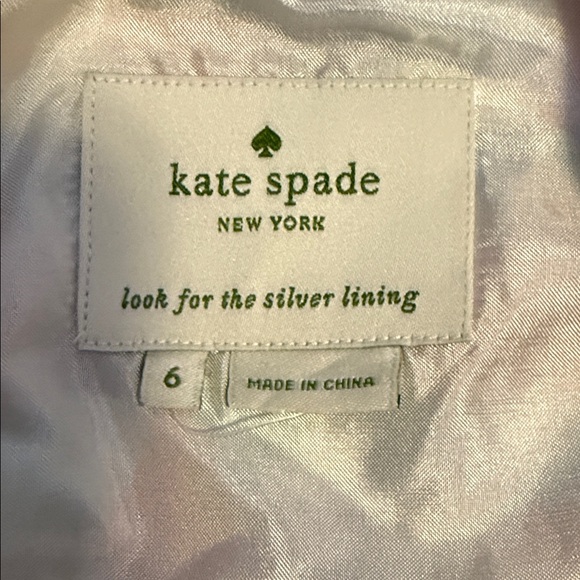 kate spade
NEW YORK
look for the silver lining
6
MADE IN CHINA